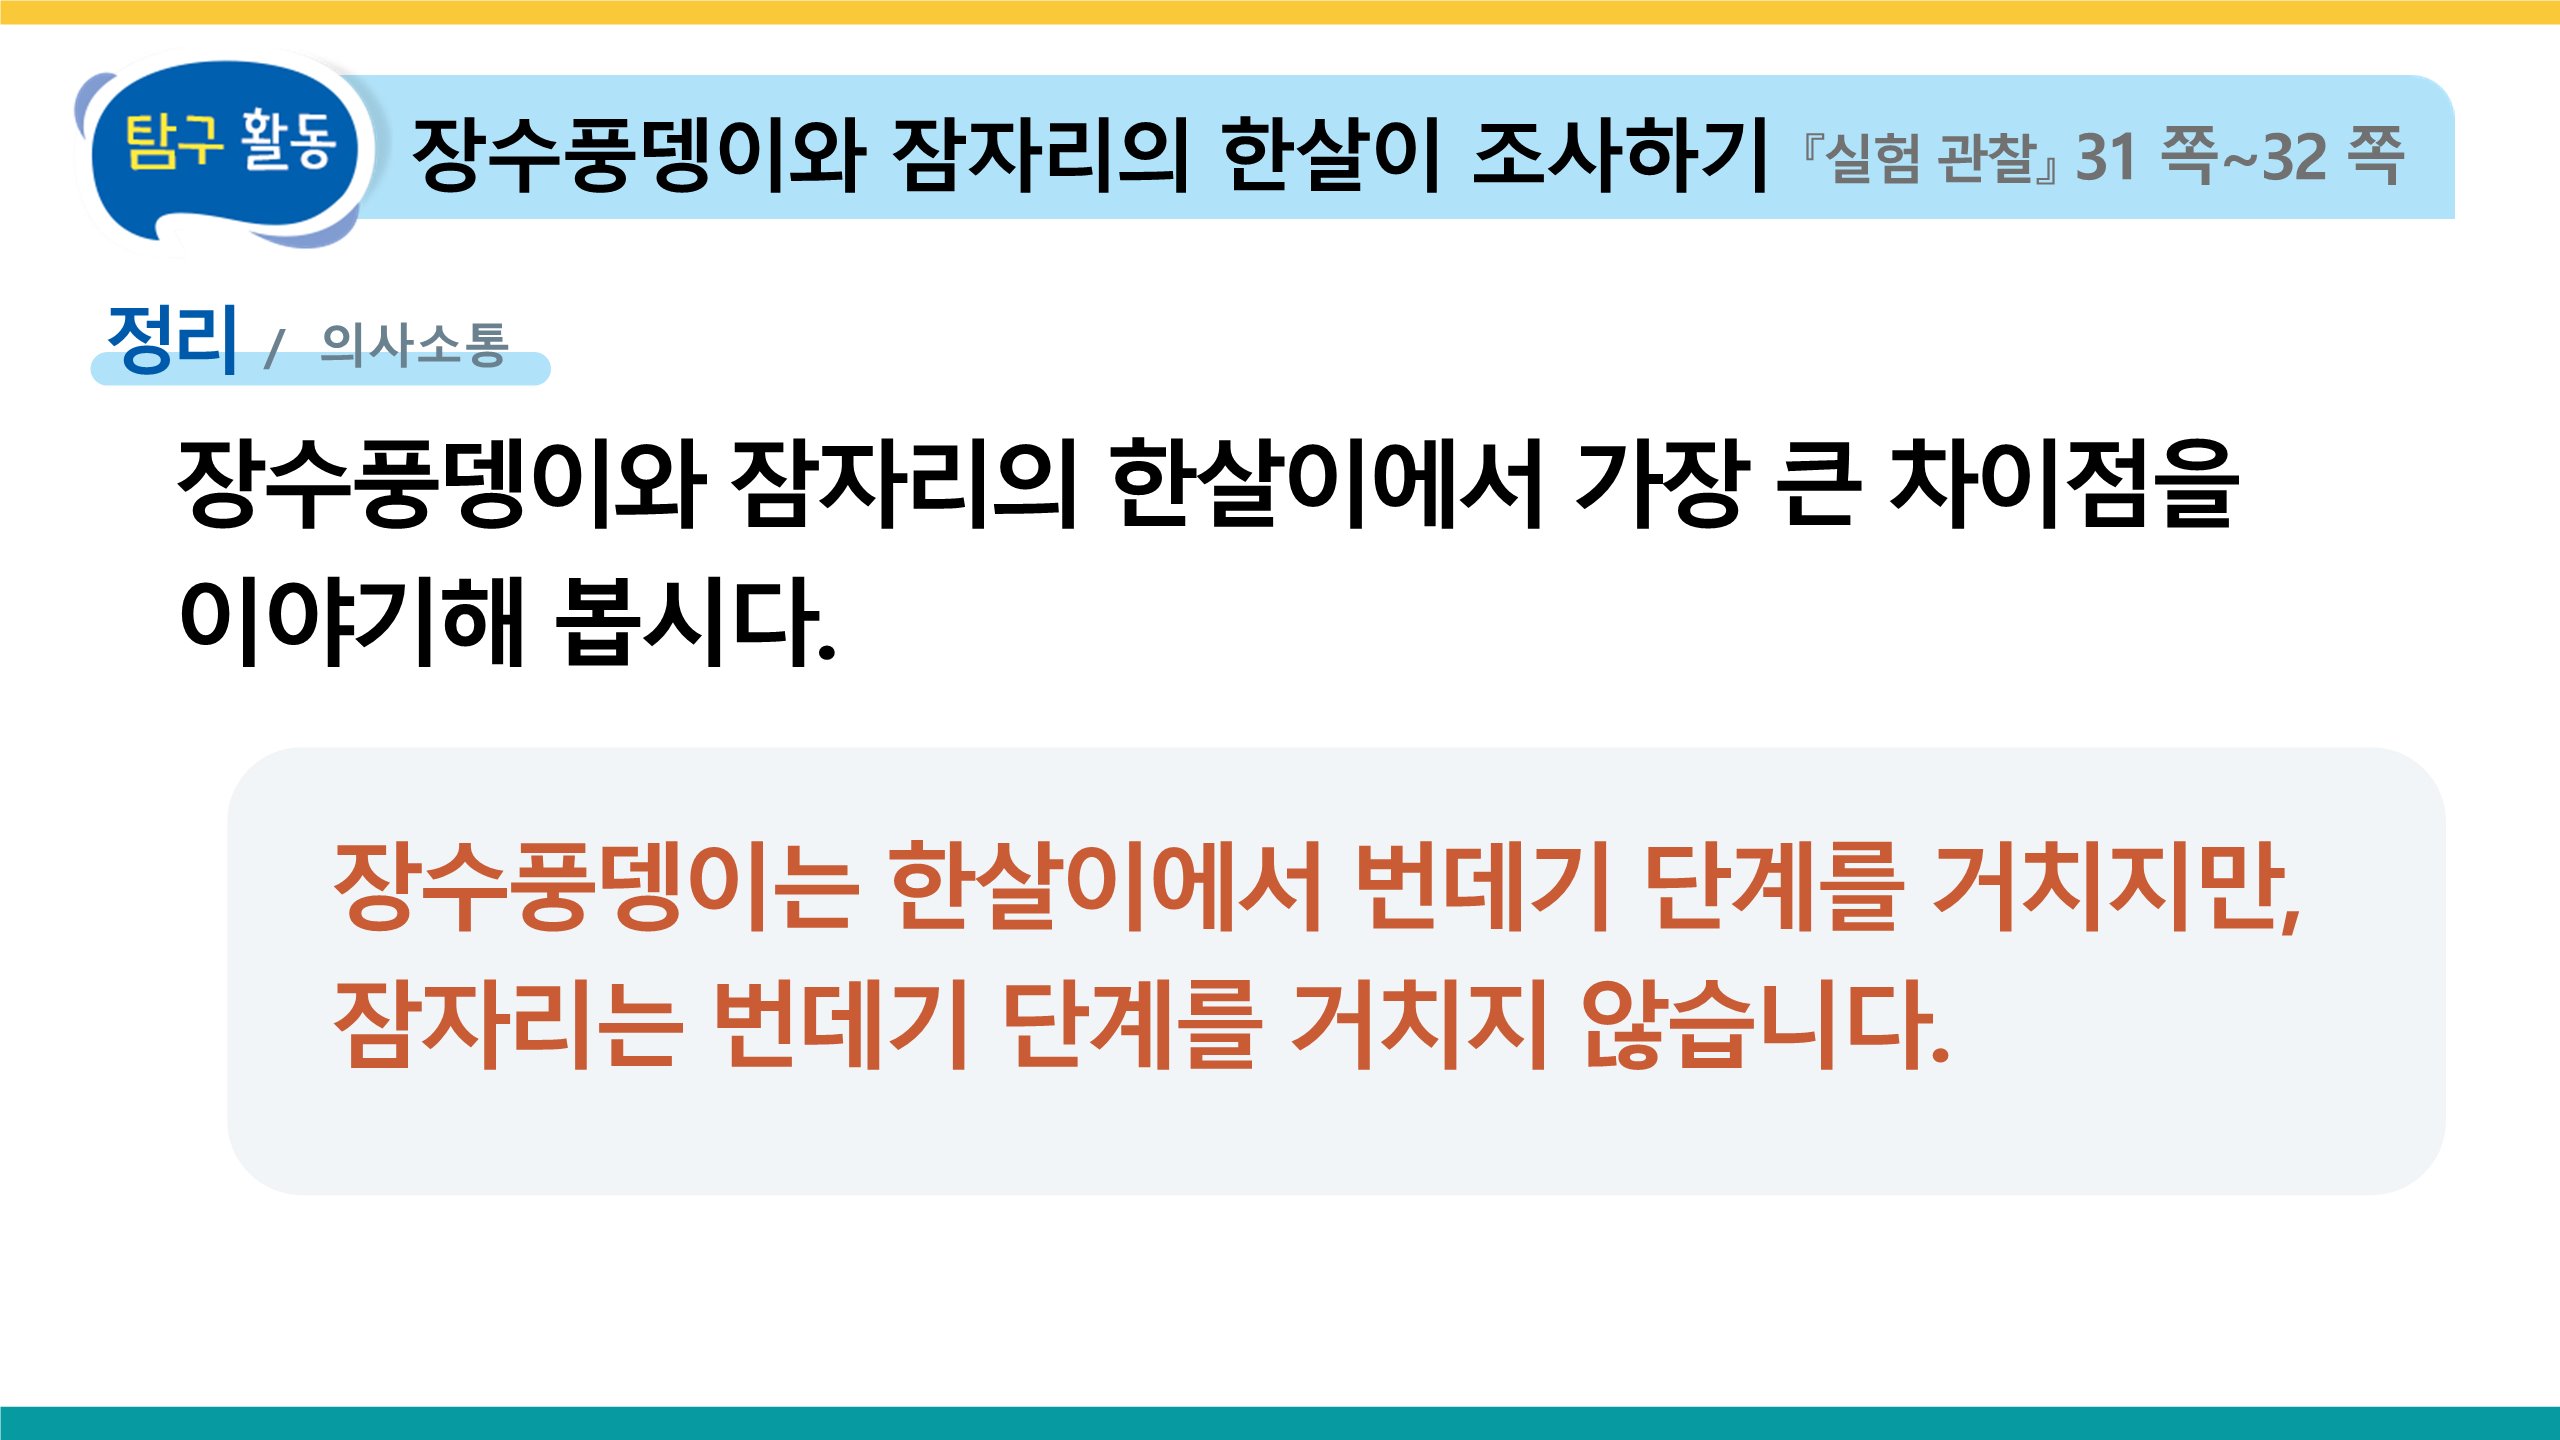 탐구 활동
장수풍뎅이와 잠자리의 한살이 조사하기 『실험 관찰』 31 쪽~32 쪽
정리 / 의사소통
장수풍뎅이와 잠자리의 한살이에서 가장 큰 차이점을
이야기해 봅시다.
장수풍뎅이는 한살이에서 번데기 단계를 거치지만,
잠자리는 번데기 단계를 거치지 않습니다.